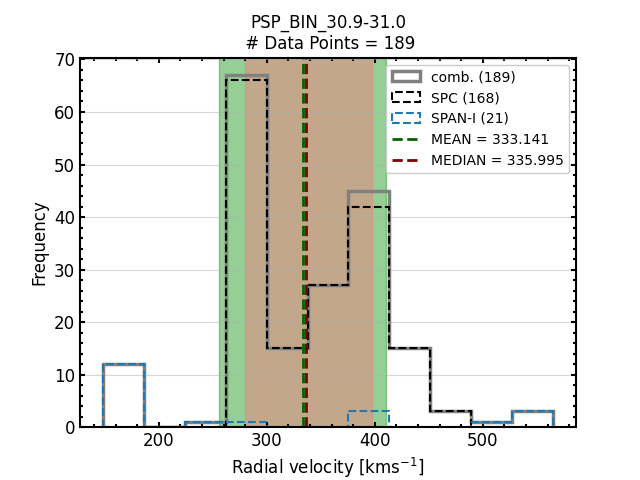 PSP_BIN_30.9-31.0
# Data Points = 189
70
60
50
40
30
20
10
0
Frequency
comb. (189)
SPC (168)
SPAN-I (21)
MEAN = 333.141
MEDIAN = 335.995
200 300 400 500
Radial velocity [kms⁻¹]